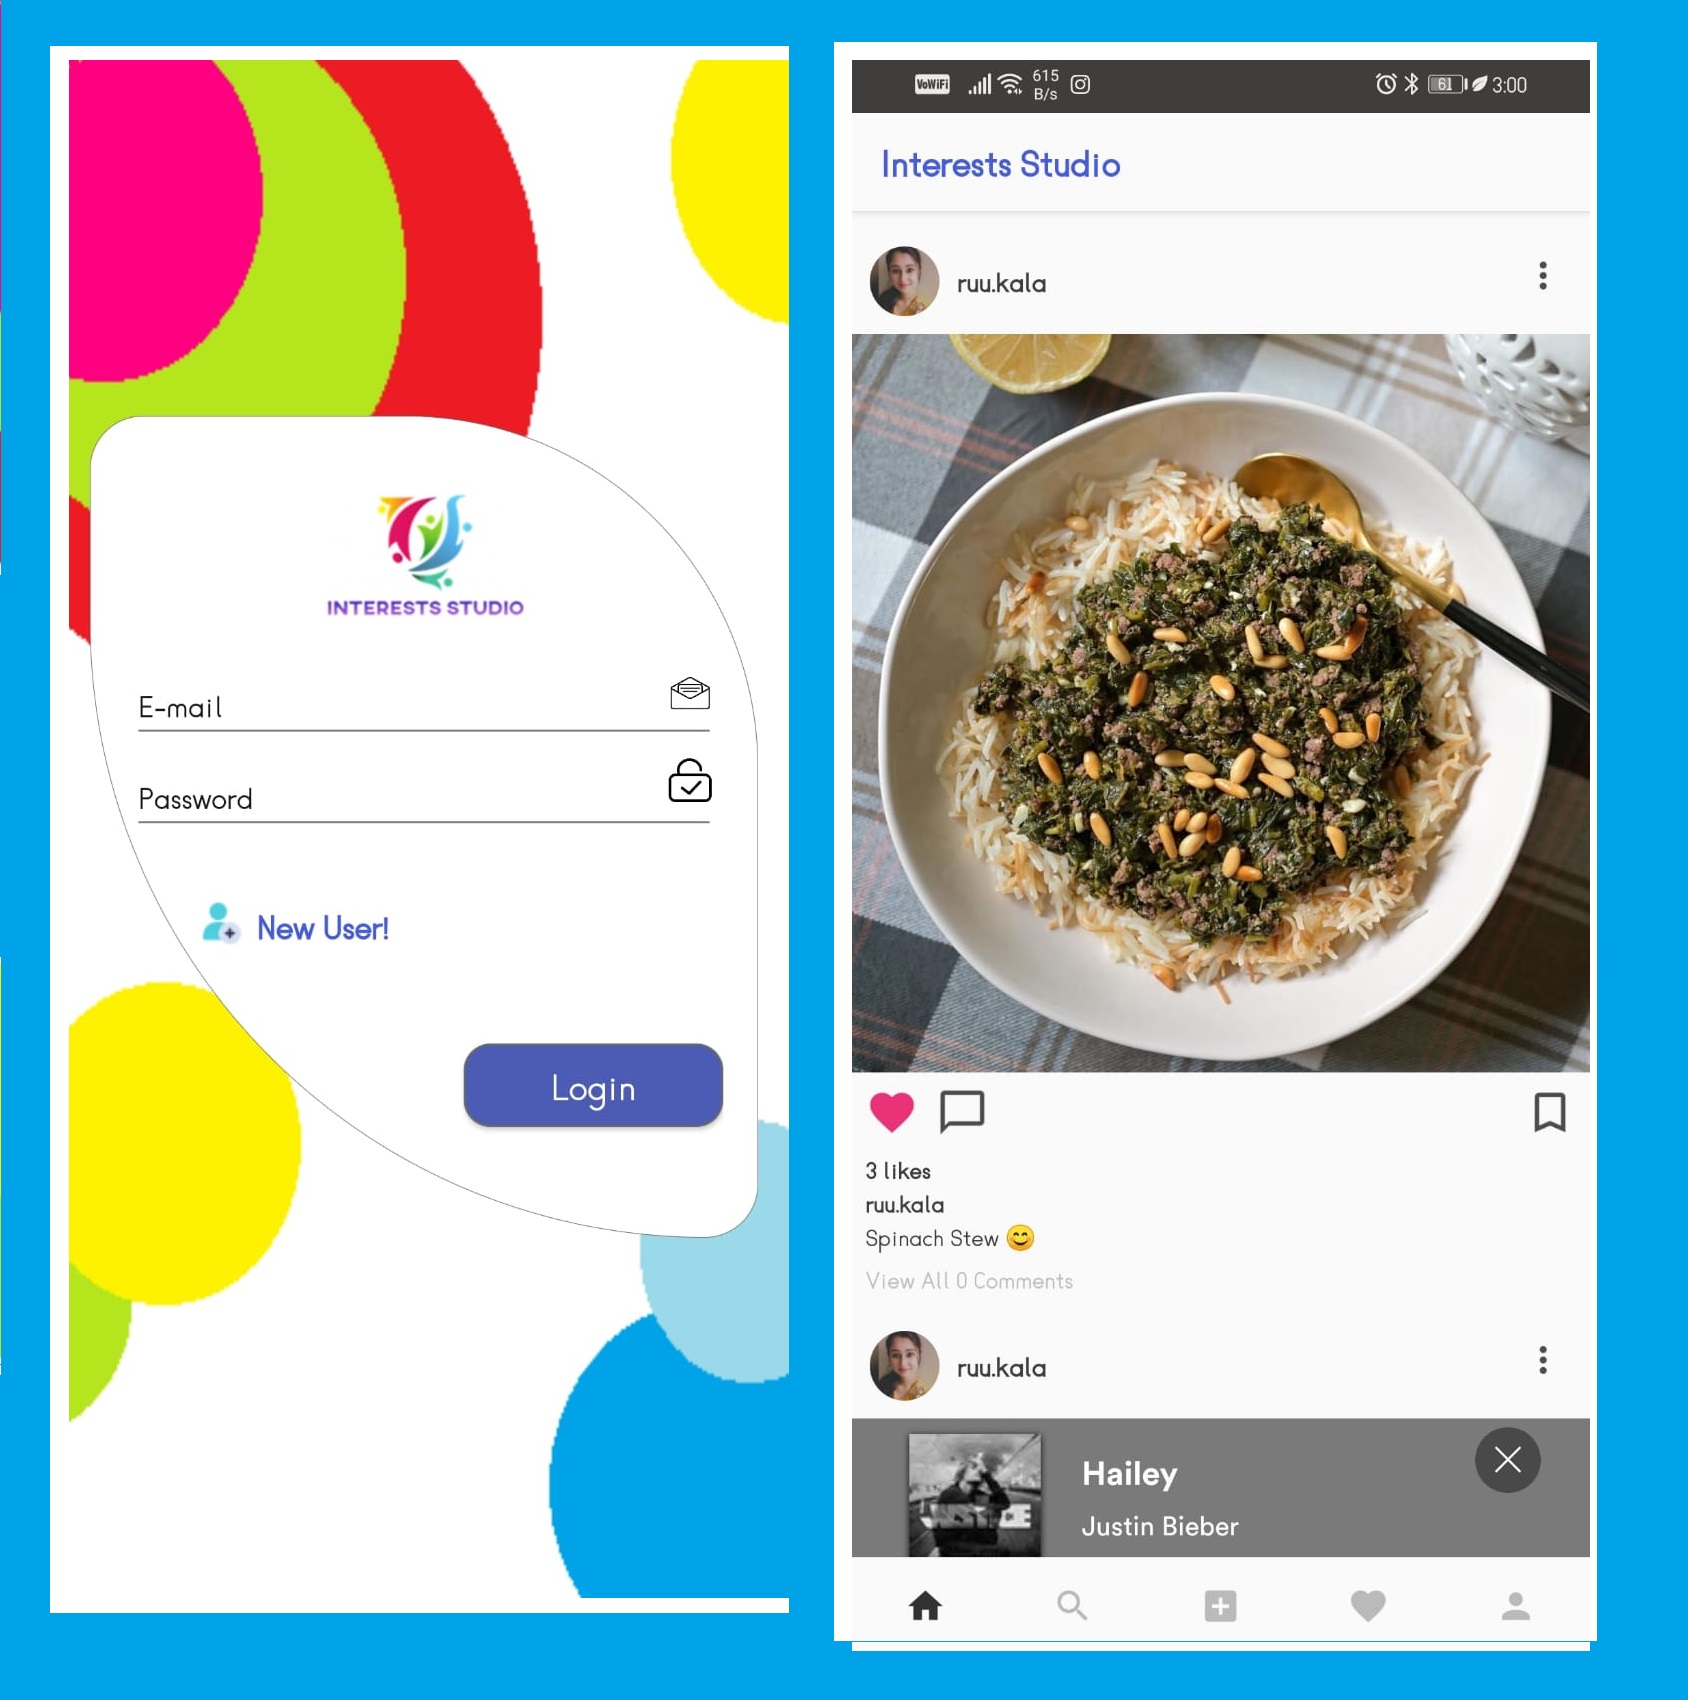 INTERESTS STUDIO
E-mail
Password
New User!
Login
VoWiFi
615
B/s
61
3:00
Interests Studio
ruu.kala
3 likes
ruu.kala
Spinach Stew 😊
View All 0 Comments
ruu.kala
Hailey
Justin Bieber